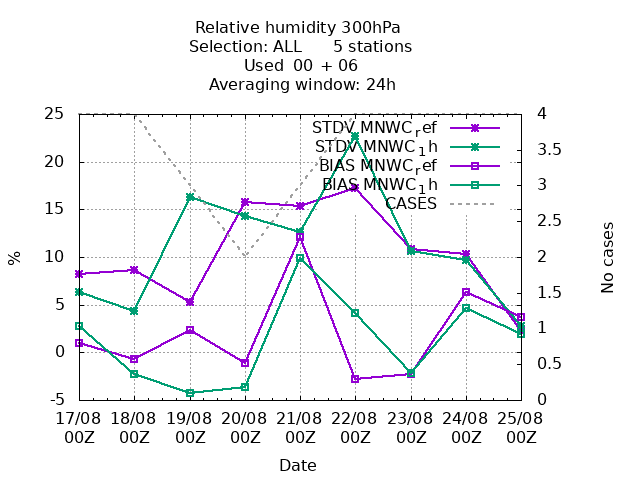 Relative humidity 300hPa
Selection: ALL 5 stations
Used 00 + 06
Averaging window: 24h
STDV MNWC_ref
STDV MNWC_1h
BIAS MNWC_ref
BIAS MNWC_1h
CASES
25
20
15
10
5
0
-5
%
4
3.5
3
2.5
2
1.5
1
0.5
0
No cases
17/08 18/08 19/08 20/08 21/08 22/08 23/08 24/08 25/08
00Z 00Z 00Z 00Z 00Z 00Z 00Z 00Z 00Z
Date